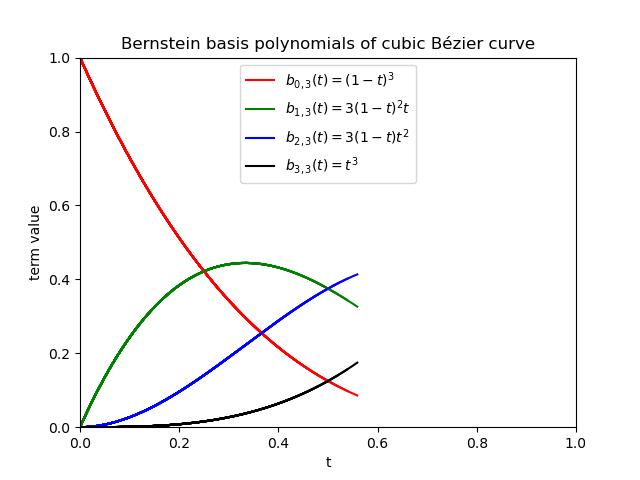 Bernstein basis polynomials of cubic Bézier curve
1.0
0.8
0.6
0.4
0.2
0.0
term value
b₀,₃(t) = (1 − t)³
b₁,₃(t) = 3(1 − t)²t
b₂,₃(t) = 3(1 − t)t²
b₃,₃(t) = t³
0.0 0.2 0.4 0.6 0.8 1.0
t